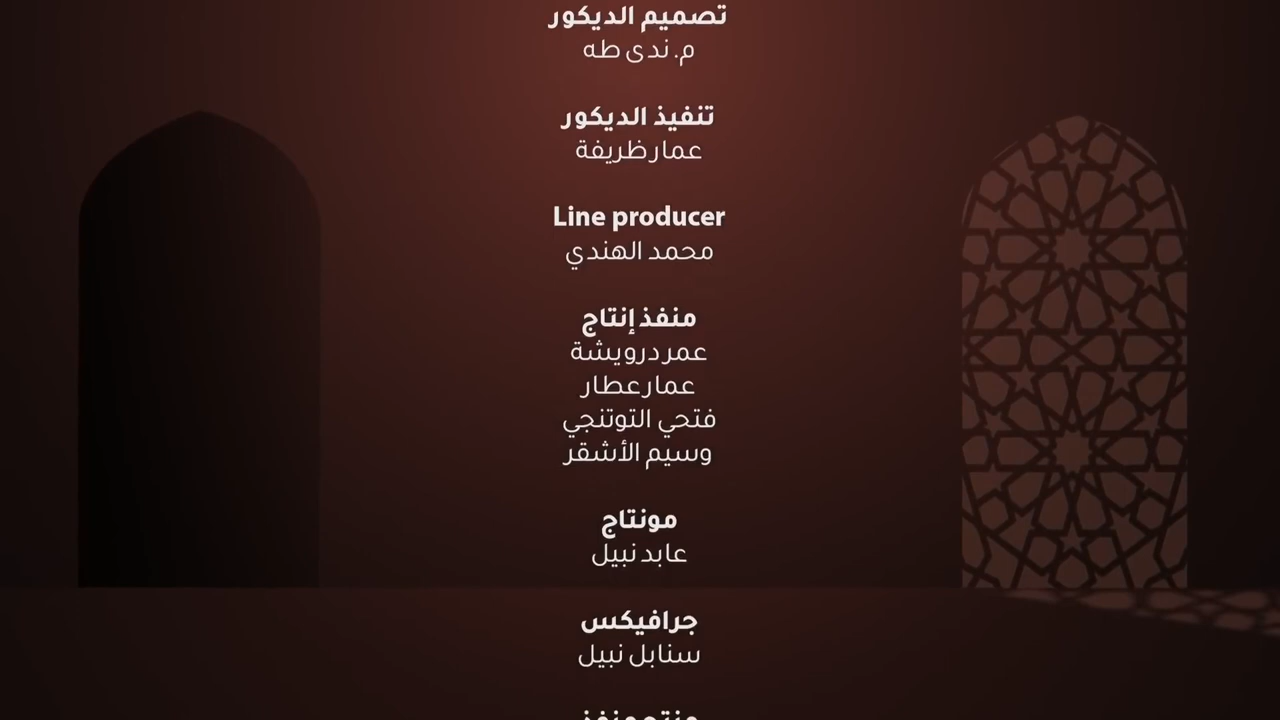 تصميم الديكور
م. ندى طه
تنفيذ الديكور
عمار ظريفة
Line producer
محمد الهندي
منفذ إنتاج
عمر درويشة
عمار عطار
فتحي التوتنجي
وسيم الأشقر
مونتاج
عابد نبيل
جرافيكس
سنابل نبيل